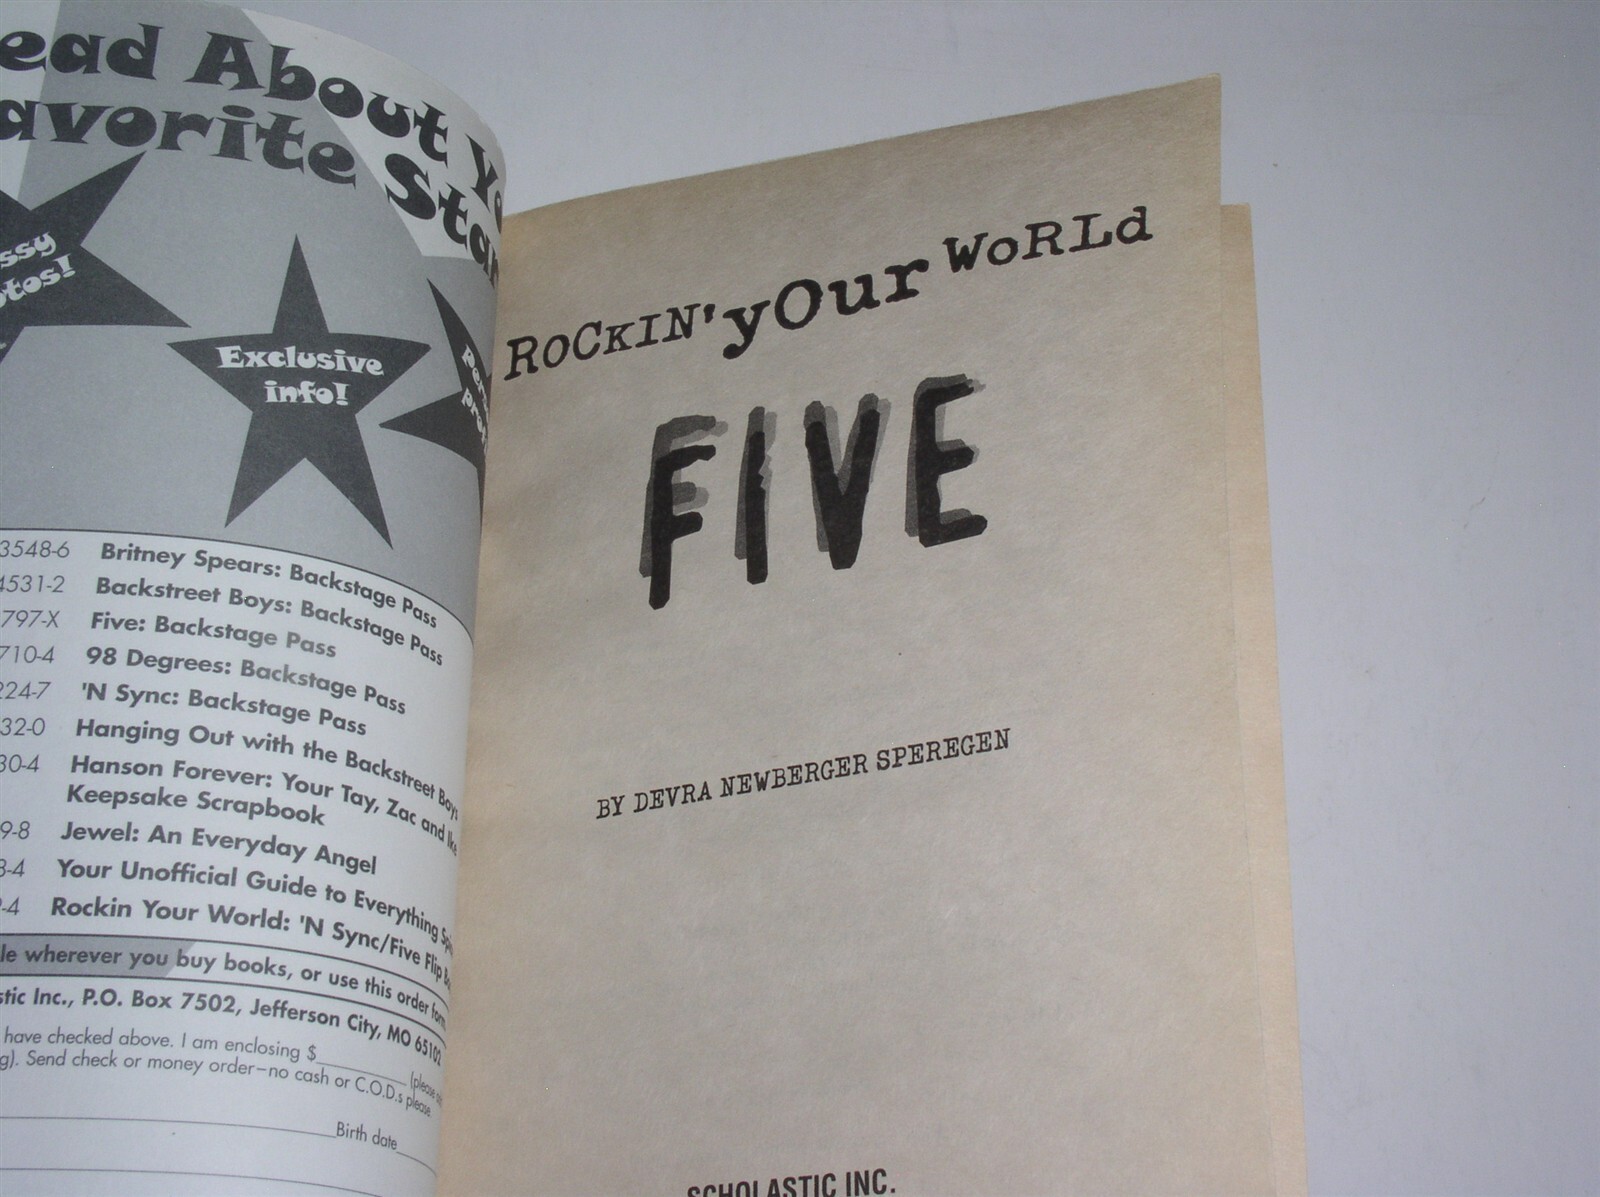 ead About
avorite Star
ssy
tos!
Exclusive
info!
3548-6 Britney Spears: Backstage Pass
4531-2 Backstreet Boys: Backstage Pass
797-X Five: Backstage Pass
710-4 98 Degrees: Backstage Pass
224-7 'N Sync: Backstage Pass
32-0 Hanging Out with the Backstreet Boys
30-4 Hanson Forever: Your Tay, Zac and Ike
Keepsake Scrapbook
9-8 Jewel: An Everyday Angel
8-4 Your Unofficial Guide to Everything
9-4 Rockin Your World: 'N Sync/Five Flip
le wherever you buy books, or use this order form.
stic Inc., P.O. Box 7502, Jefferson City, MO 65102
have checked above. I am enclosing $________ (please
g). Send check or money order—no cash or C.O.D.s please.
Birth date
ROCKIN' yOur WoRLd
FIVE
BY DEVRA NEWBERGER SPEREGEN
SCHOLASTIC INC.